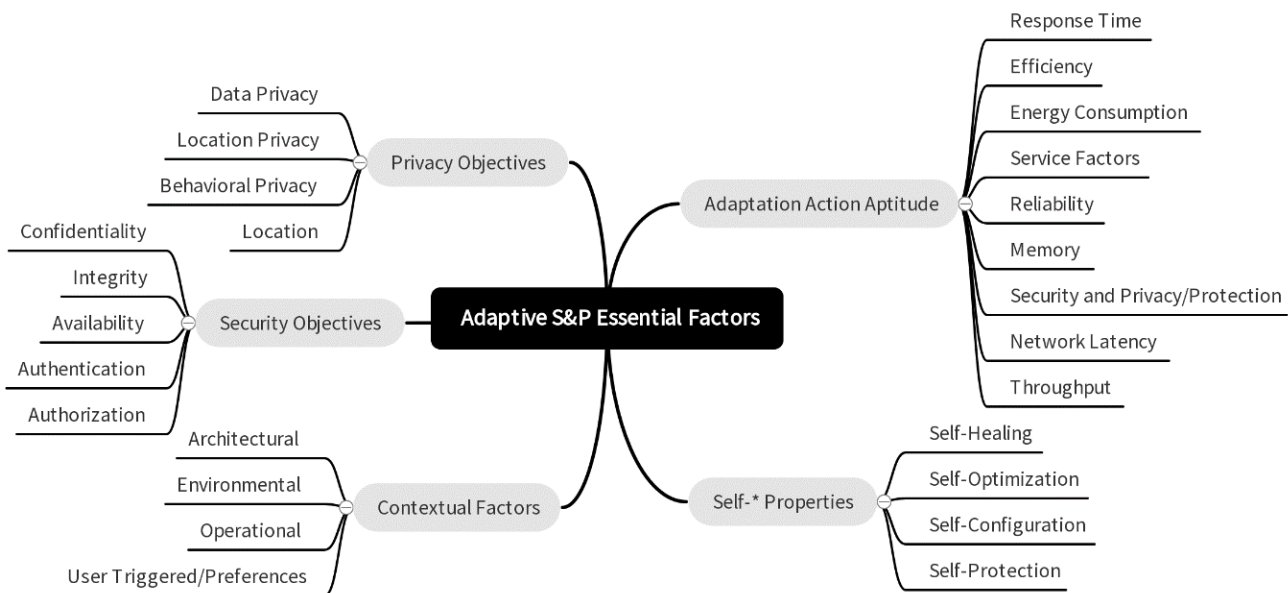 Adaptive S&P Essential Factors
Privacy Objectives
Data Privacy
Location Privacy
Behavioral Privacy
Location
Security Objectives
Confidentiality
Integrity
Availability
Authentication
Authorization
Contextual Factors
Architectural
Environmental
Operational
User Triggered/Preferences
Adaptation Action Aptitude
Response Time
Efficiency
Energy Consumption
Service Factors
Reliability
Memory
Security and Privacy/Protection
Network Latency
Throughput
Self-* Properties
Self-Healing
Self-Optimization
Self-Configuration
Self-Protection